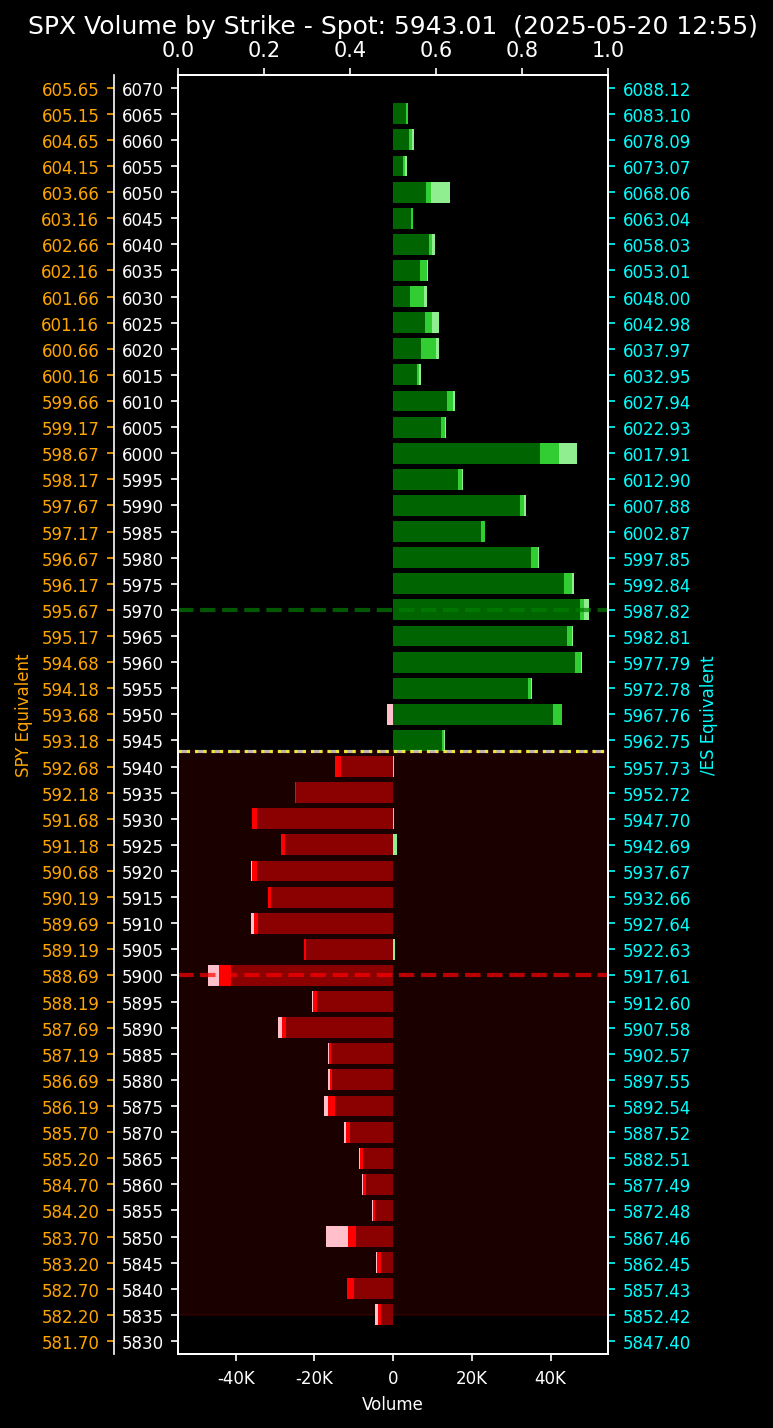 SPX Volume by Strike - Spot: 5943.01  (2025-05-20 12:55)
0.0 0.2 0.4 0.6 0.8 1.0
605.65 6070 6088.12
605.15 6065 6083.10
604.65 6060 6078.09
604.15 6055 6073.07
603.66 6050 6068.06
603.16 6045 6063.04
602.66 6040 6058.03
602.16 6035 6053.01
601.66 6030 6048.00
601.16 6025 6042.98
600.66 6020 6037.97
600.16 6015 6032.95
599.66 6010 6027.94
599.17 6005 6022.93
598.67 6000 6017.91
598.17 5995 6012.90
597.67 5990 6007.88
597.17 5985 6002.87
596.67 5980 5997.85
596.17 5975 5992.84
595.67 5970 5987.82
595.17 5965 5982.81
594.68 5960 5977.79
594.18 5955 5972.78
593.68 5950 5967.76
593.18 5945 5962.75
592.68 5940 5957.73
592.18 5935 5952.72
591.68 5930 5947.70
591.18 5925 5942.69
590.68 5920 5937.67
590.19 5915 5932.66
589.69 5910 5927.64
589.19 5905 5922.63
588.69 5900 5917.61
588.19 5895 5912.60
587.69 5890 5907.58
587.19 5885 5902.57
586.69 5880 5897.55
586.19 5875 5892.54
585.70 5870 5887.52
585.20 5865 5882.51
584.70 5860 5877.49
584.20 5855 5872.48
583.70 5850 5867.46
583.20 5845 5862.45
582.70 5840 5857.43
582.20 5835 5852.42
581.70 5830 5847.40
SPY Equivalent
/ES Equivalent
-40K -20K 0 20K 40K
Volume